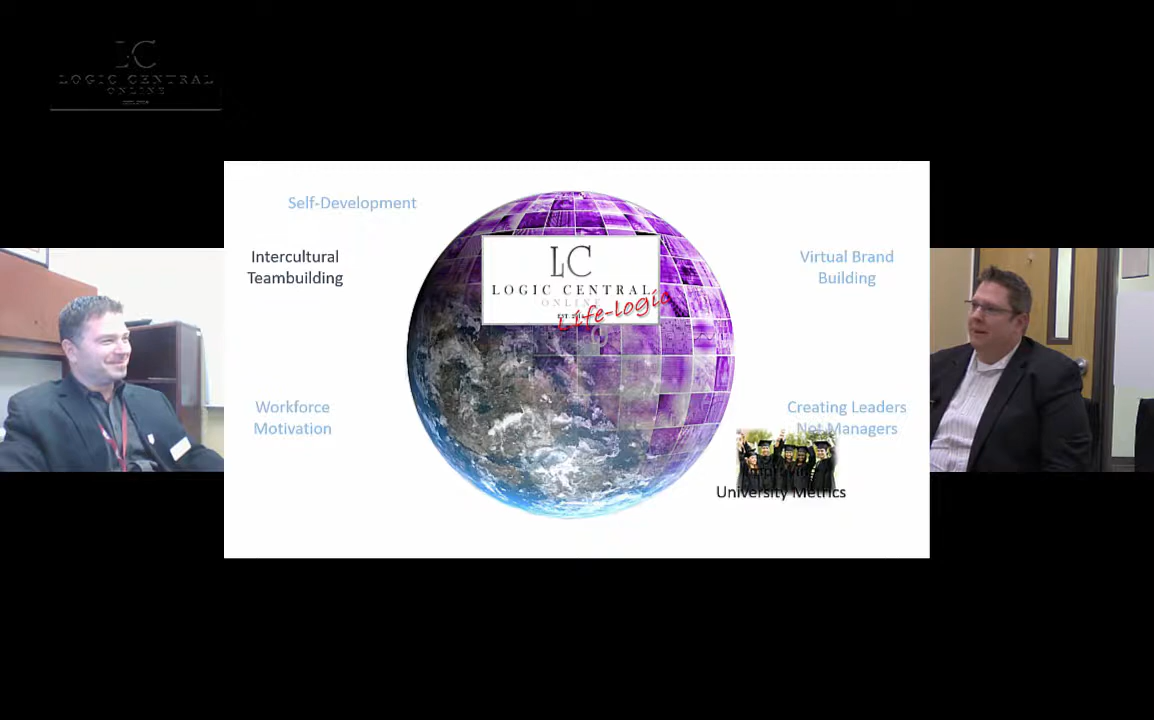 LC
LOGIC CENTRAL
ONLINE
Self-Development
Intercultural
Teambuilding
Virtual Brand
Building
LC
LOGIC CENTRAL
ONLINE
EST
Life-logic
Workforce
Motivation
Creating Leaders
Not Managers
University Metrics